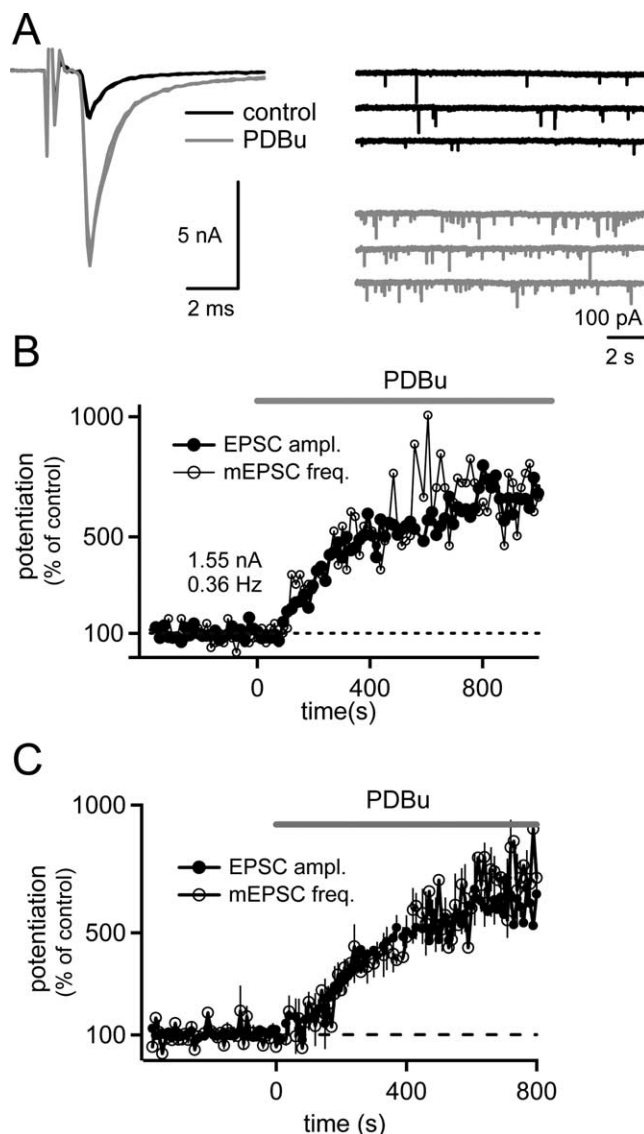 A
control
PDBu
5 nA
2 ms
100 pA
2 s
B
PDBu
1000
EPSC ampl.
mEPSC freq.
potentiation
(% of control)
500
1.55 nA
0.36 Hz
100
0
400
800
time(s)
C
PDBu
1000
EPSC ampl.
mEPSC freq.
potentiation
(% of control)
500
100
0
400
800
time (s)